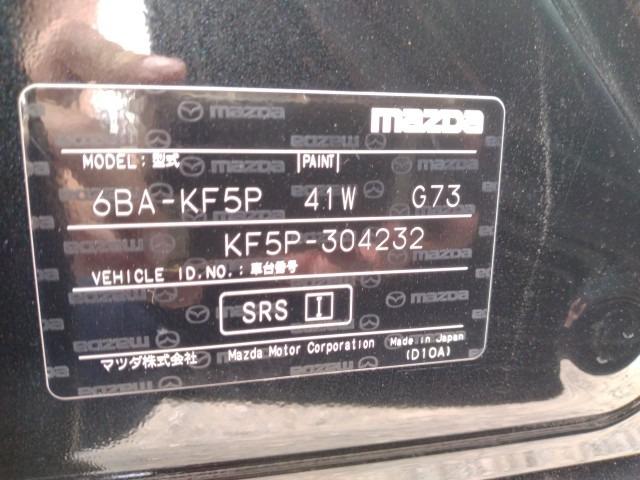 mazda
MODEL:型式 PAINT
6BA-KF5P 41W G73
KF5P-304232
VEHICLE ID.NO.:車台番号
SRS I
マツダ株式会社 Mazda Motor Corporation Made in Japan
(D10A)